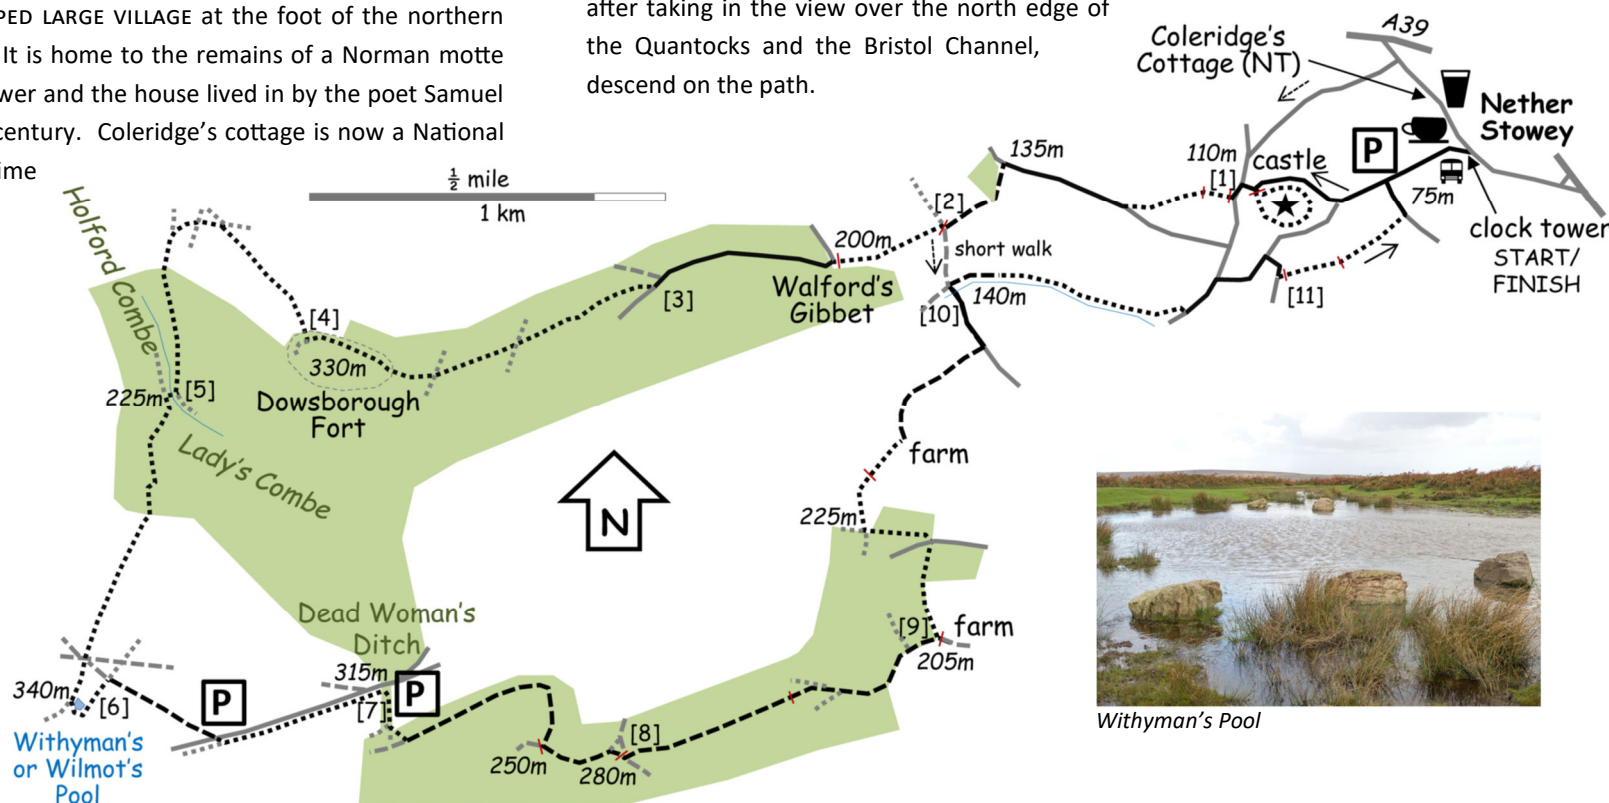 PED LARGE VILLAGE at the foot of the northern
It is home to the remains of a Norman motte
wer and the house lived in by the poet Samuel
century. Coleridge's cottage is now a National
ime
after taking in the view over the north edge of
the Quantocks and the Bristol Channel,
descend on the path.
A39
Coleridge's
Cottage (NT)
Nether
Stowey
P
75m
clock tower
START/
FINISH
castle
110m
[1]
135m
[2]
short walk
½ mile
1 km
200m
Walford's
Gibbet
[3]
[4]
330m
Dowsborough
Fort
Holford
Combe
225m
[5]
Lady's Combe
340m
[6]
Withyman's
or Wilmot's
Pool
P
Dead Woman's
Ditch
315m
P
[7]
250m
280m
[8]
[9]
farm
205m
225m
farm
N
[10]
140m
[11]
Withyman's Pool